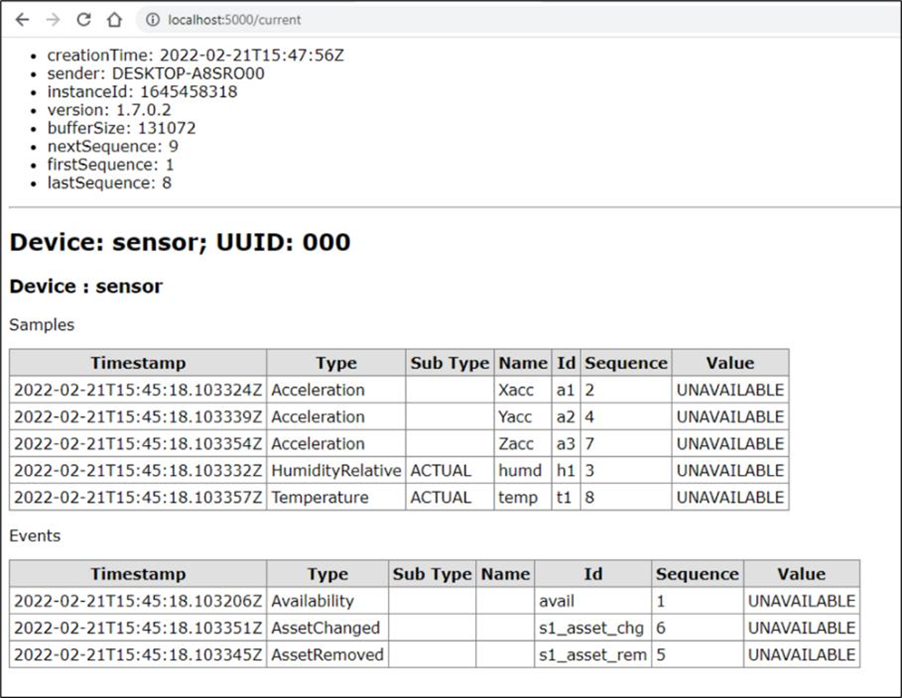 localhost:5000/current
creationTime: 2022-02-21T15:47:56Z
sender: DESKTOP-A8SRO00
instanceId: 1645458318
version: 1.7.0.2
bufferSize: 131072
nextSequence: 9
firstSequence: 1
lastSequence: 8
Device: sensor; UUID: 000
Device : sensor
Samples
Timestamp Type Sub Type Name Id Sequence Value
2022-02-21T15:45:18.103324Z Acceleration Xacc a1 2 UNAVAILABLE
2022-02-21T15:45:18.103339Z Acceleration Yacc a2 4 UNAVAILABLE
2022-02-21T15:45:18.103354Z Acceleration Zacc a3 7 UNAVAILABLE
2022-02-21T15:45:18.103332Z HumidityRelative ACTUAL humd h1 3 UNAVAILABLE
2022-02-21T15:45:18.103357Z Temperature ACTUAL temp t1 8 UNAVAILABLE
Events
Timestamp Type Sub Type Name Id Sequence Value
2022-02-21T15:45:18.103206Z Availability avail 1 UNAVAILABLE
2022-02-21T15:45:18.103351Z AssetChanged s1_asset_chg 6 UNAVAILABLE
2022-02-21T15:45:18.103345Z AssetRemoved s1_asset_rem 5 UNAVAILABLE